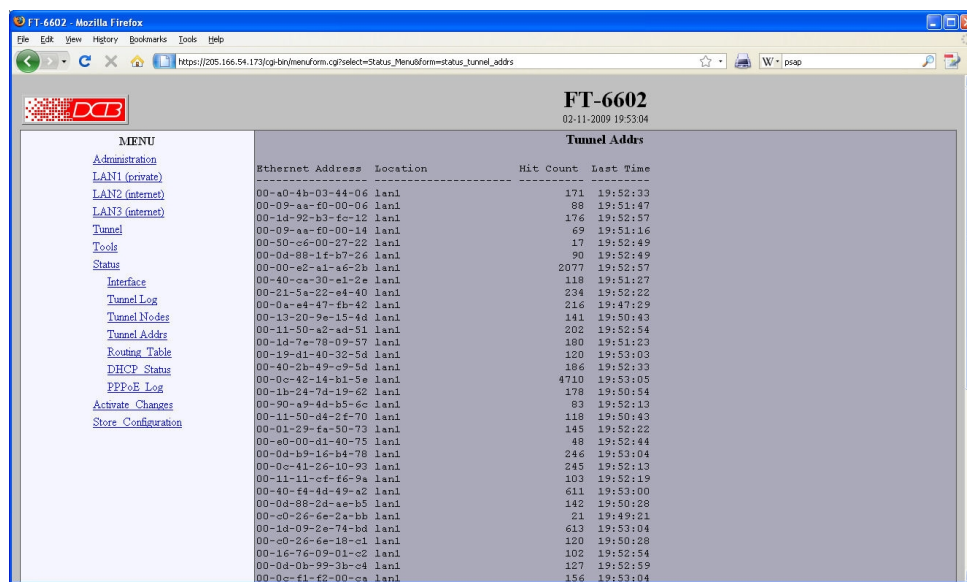 FT-6602 - Mozilla Firefox
File Edit View History Bookmarks Tools Help
https://205.166.54.173/cgi-bin/menuform.cgi?select=Status_Menu&form=status_tunnel_addrs
W psap
DCB
FT-6602
02-11-2009 19:53:04
MENU
Administration
LAN1 (private)
LAN2 (internet)
LAN3 (internet)
Tunnel
Tools
Status
Interface
Tunnel Log
Tunnel Nodes
Tunnel Addrs
Routing Table
DHCP Status
PPPoE Log
Activate Changes
Store Configuration
Tunnel Addrs
Ethernet Address Location Hit Count Last Time
---------------- --------------------- ---------- ---------
00-a0-4b-03-44-06 lan1 171 19:52:33
00-09-aa-f0-00-06 lan1 88 19:51:47
00-1d-92-b3-fc-12 lan1 176 19:52:57
00-09-aa-f0-00-14 lan1 69 19:51:16
00-50-c6-00-27-22 lan1 17 19:52:49
00-0d-88-1f-b7-26 lan1 90 19:52:49
00-00-e2-a1-a6-2b lan1 2077 19:52:57
00-40-ca-30-e1-2e lan1 118 19:51:27
00-21-5a-22-e4-40 lan1 234 19:52:22
00-0a-e4-47-fb-42 lan1 216 19:47:29
00-13-20-9e-15-4d lan1 141 19:50:43
00-11-50-a2-ad-51 lan1 202 19:52:54
00-1d-7e-78-09-57 lan1 180 19:51:23
00-19-d1-40-32-5d lan1 120 19:53:03
00-40-2b-49-c9-5d lan1 186 19:52:33
00-0c-42-14-b1-5e lan1 4710 19:53:05
00-1b-24-7d-19-62 lan1 178 19:50:54
00-90-a9-4d-b5-6c lan1 83 19:52:13
00-11-50-d4-2f-70 lan1 118 19:50:43
00-01-29-fa-50-73 lan1 145 19:52:22
00-e0-00-d1-40-75 lan1 48 19:52:44
00-0d-b9-16-b4-78 lan1 246 19:53:04
00-0c-41-26-10-93 lan1 245 19:52:13
00-11-11-cf-f6-9a lan1 103 19:52:19
00-40-f4-4d-49-a2 lan1 611 19:53:00
00-0d-88-2d-ae-b5 lan1 142 19:50:28
00-c0-26-6e-2a-bb lan1 21 19:49:21
00-1d-09-2e-74-bd lan1 613 19:53:04
00-c0-26-6e-18-c1 lan1 120 19:50:28
00-16-76-09-01-c2 lan1 102 19:52:54
00-0d-0b-99-3b-c4 lan1 127 19:52:59
00-0c-f1-f2-00-ca lan1 156 19:53:04